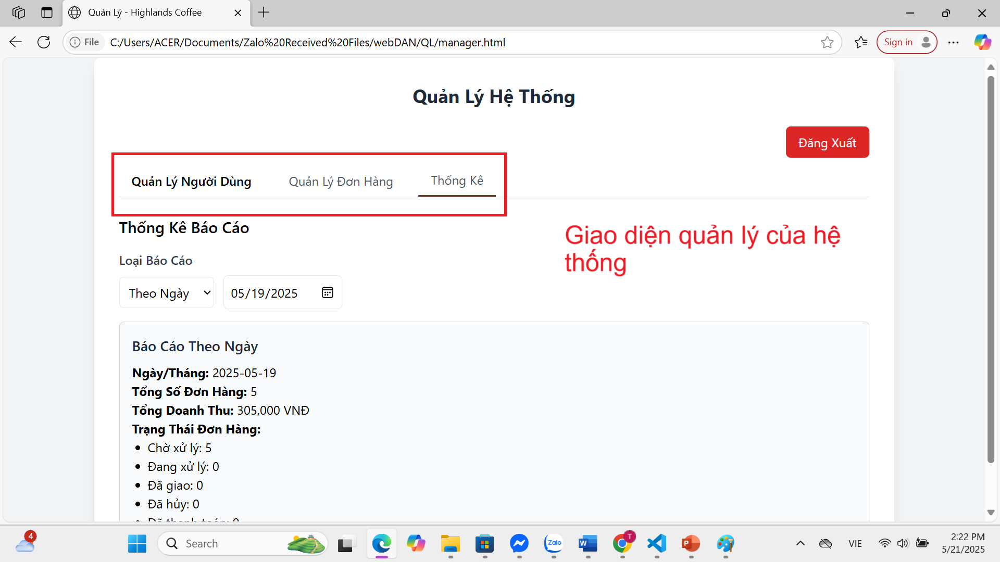 Quản Lý - Highlands Coffee
File
C:/Users/ACER/Documents/Zalo%20Received%20Files/webDAN/QL/manager.html
Sign in
Quản Lý Hệ Thống
Đăng Xuất
Quản Lý Người Dùng
Quản Lý Đơn Hàng
Thống Kê
Thống Kê Báo Cáo
Giao diện quản lý của hệ
thống
Loại Báo Cáo
Theo Ngày
05/19/2025
Báo Cáo Theo Ngày
Ngày/Tháng: 2025-05-19
Tổng Số Đơn Hàng: 5
Tổng Doanh Thu: 305,000 VNĐ
Trạng Thái Đơn Hàng:
Chờ xử lý: 5
Đang xử lý: 0
Đã giao: 0
Đã hủy: 0
Đã thanh toán: 0
4
Search
Zalo
W
T
P
VIE
2:22 PM
5/21/2025